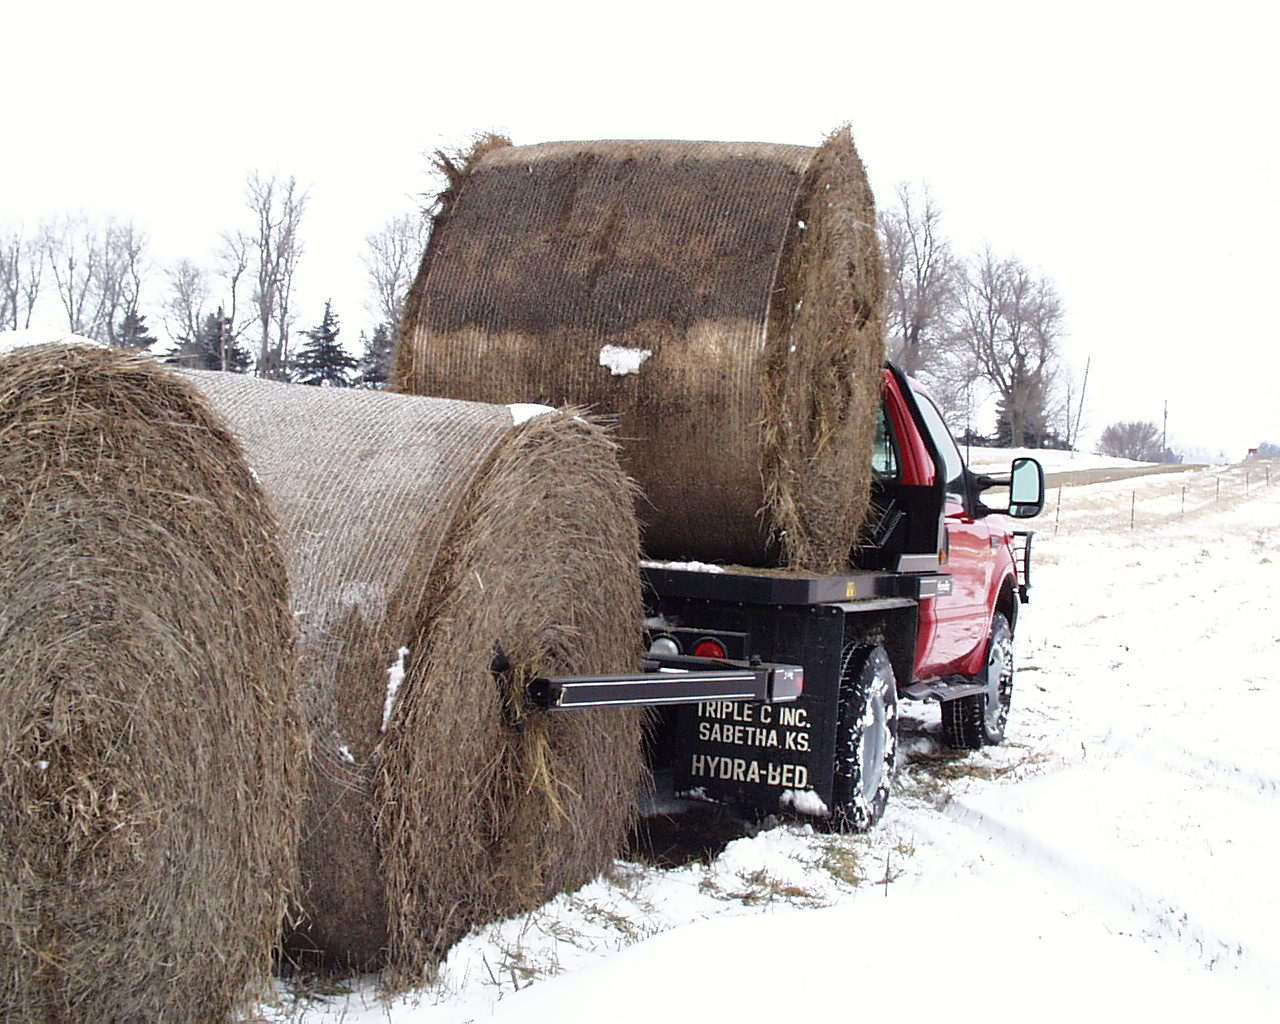 TRIPLE C INC.
SABETHA, KS.
HYDRA-BED